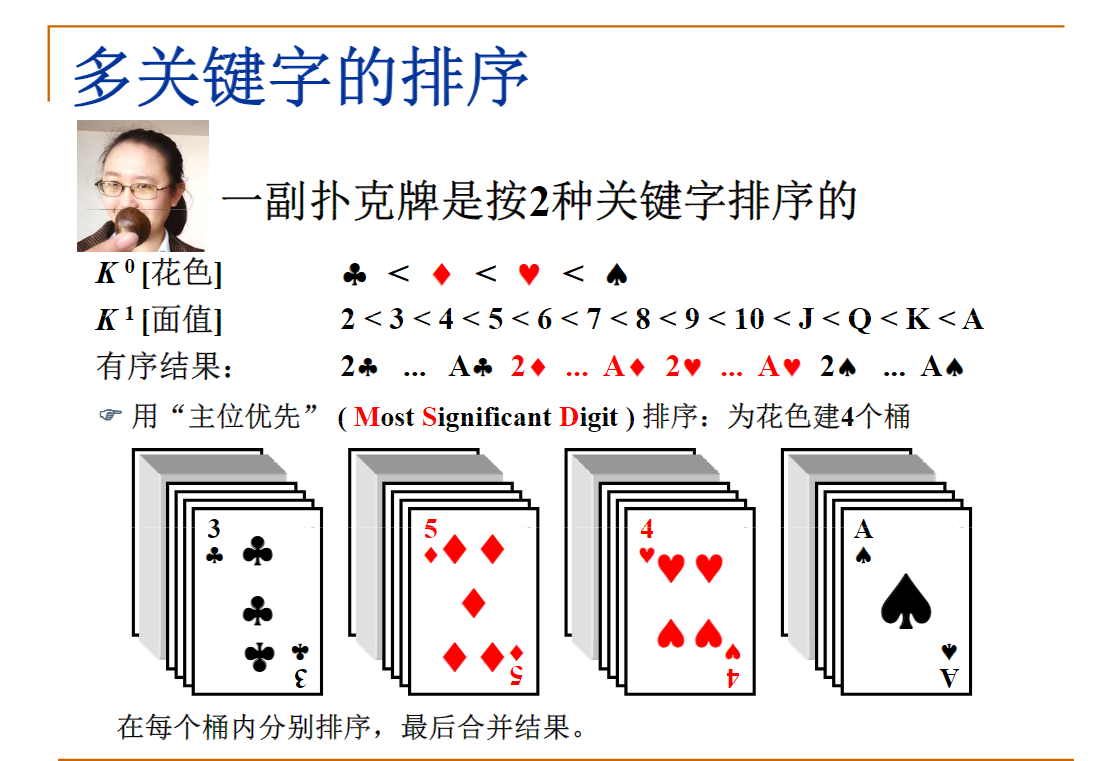 多关键字的排序
一副扑克牌是按2种关键字排序的
K⁰ [花色] ♣ < ♦ < ♥ < ♠
K¹ [面值] 2 < 3 < 4 < 5 < 6 < 7 < 8 < 9 < 10 < J < Q < K < A
有序结果: 2♣ ... A♣ 2♦ ... A♦ 2♥ ... A♥ 2♠ ... A♠
☞ 用“主位优先” ( Most Significant Digit ) 排序: 为花色建4个桶
3 5 4 A
3 5 4 A
在每个桶内分别排序，最后合并结果。